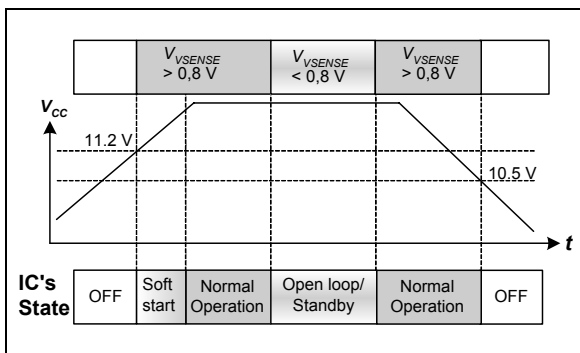 V_VSENSE
> 0,8 V
V_VSENSE
< 0,8 V
V_VSENSE
> 0,8 V
V_CC
11.2 V
10.5 V
t
IC's
State
OFF
Soft
start
Normal
Operation
Open loop/
Standby
Normal
Operation
OFF